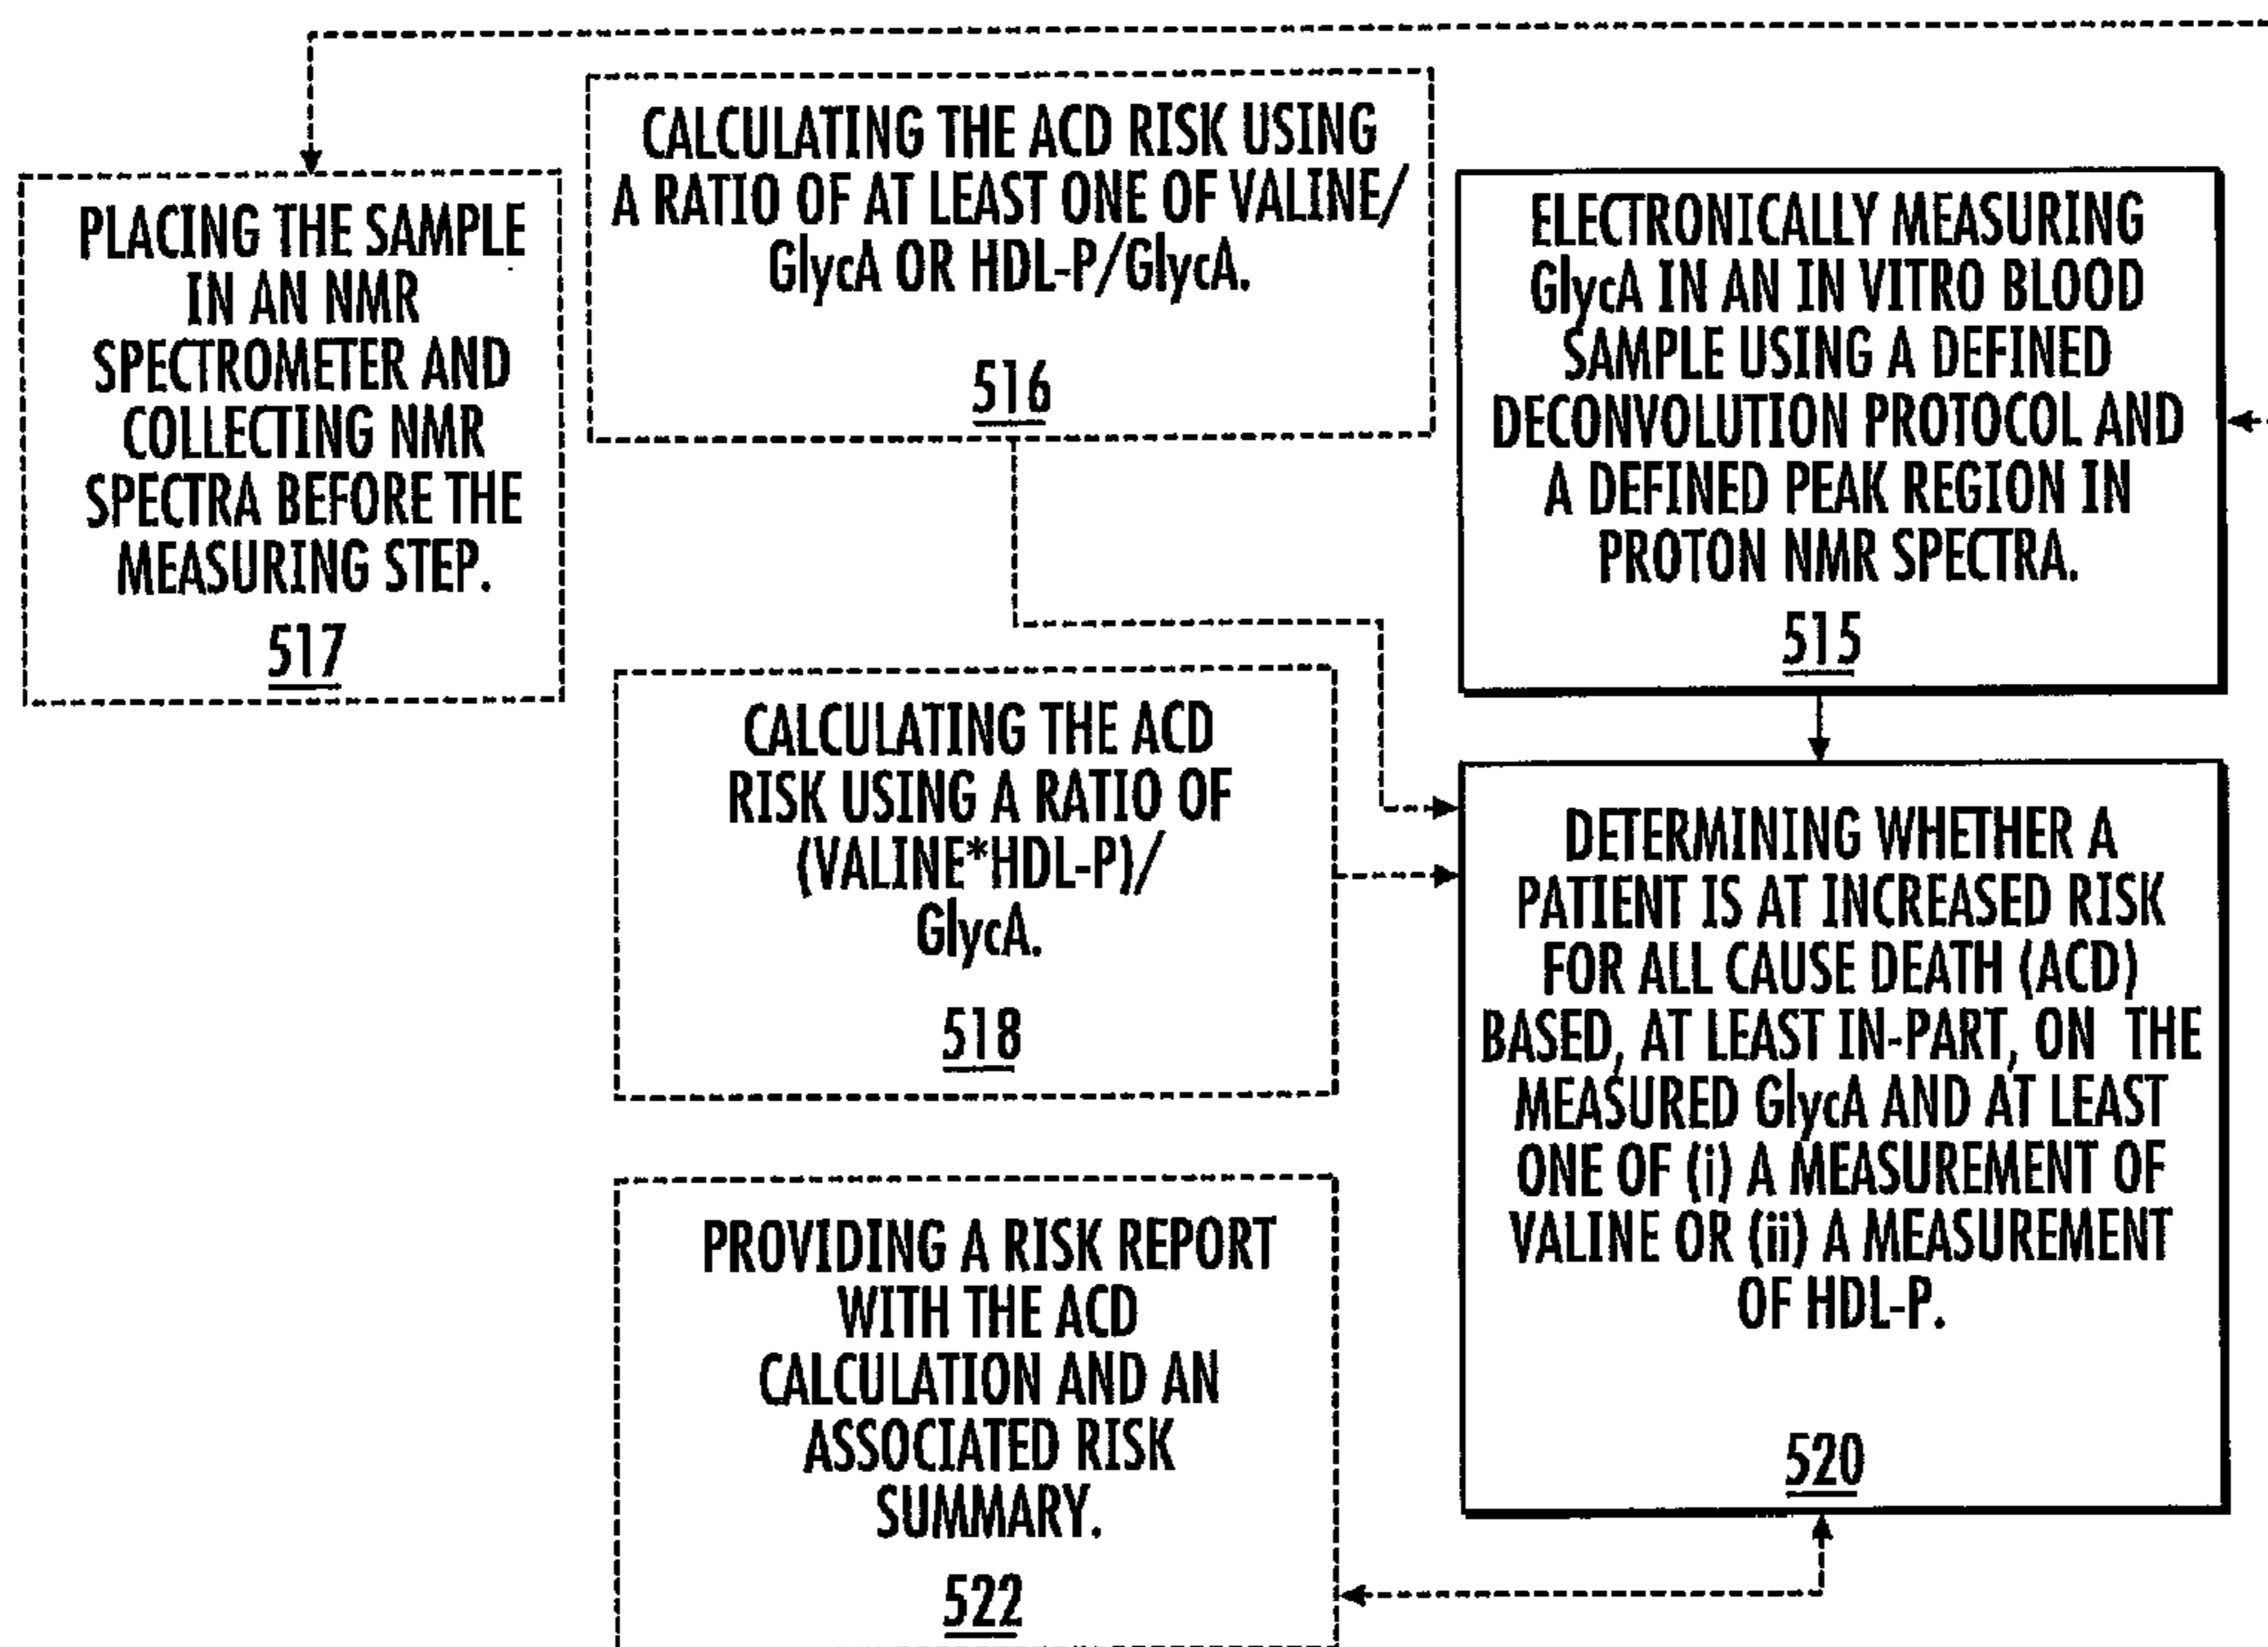 PLACING THE SAMPLE
IN AN NMR
SPECTROMETER AND
COLLECTING NMR
SPECTRA BEFORE THE
MEASURING STEP.
517
CALCULATING THE ACD RISK USING
A RATIO OF AT LEAST ONE OF VALINE/
GlycA OR HDL-P/GlycA.
516
ELECTRONICALLY MEASURING
GlycA IN AN IN VITRO BLOOD
SAMPLE USING A DEFINED
DECONVOLUTION PROTOCOL AND
A DEFINED PEAK REGION IN
PROTON NMR SPECTRA.
515
CALCULATING THE ACD
RISK USING A RATIO OF
(VALINE*HDL-P)/
GlycA.
518
DETERMINING WHETHER A
PATIENT IS AT INCREASED RISK
FOR ALL CAUSE DEATH (ACD)
BASED, AT LEAST IN-PART, ON THE
MEASURED GlycA AND AT LEAST
ONE OF (i) A MEASUREMENT OF
VALINE OR (ii) A MEASUREMENT
OF HDL-P.
520
PROVIDING A RISK REPORT
WITH THE ACD
CALCULATION AND AN
ASSOCIATED RISK
SUMMARY.
522